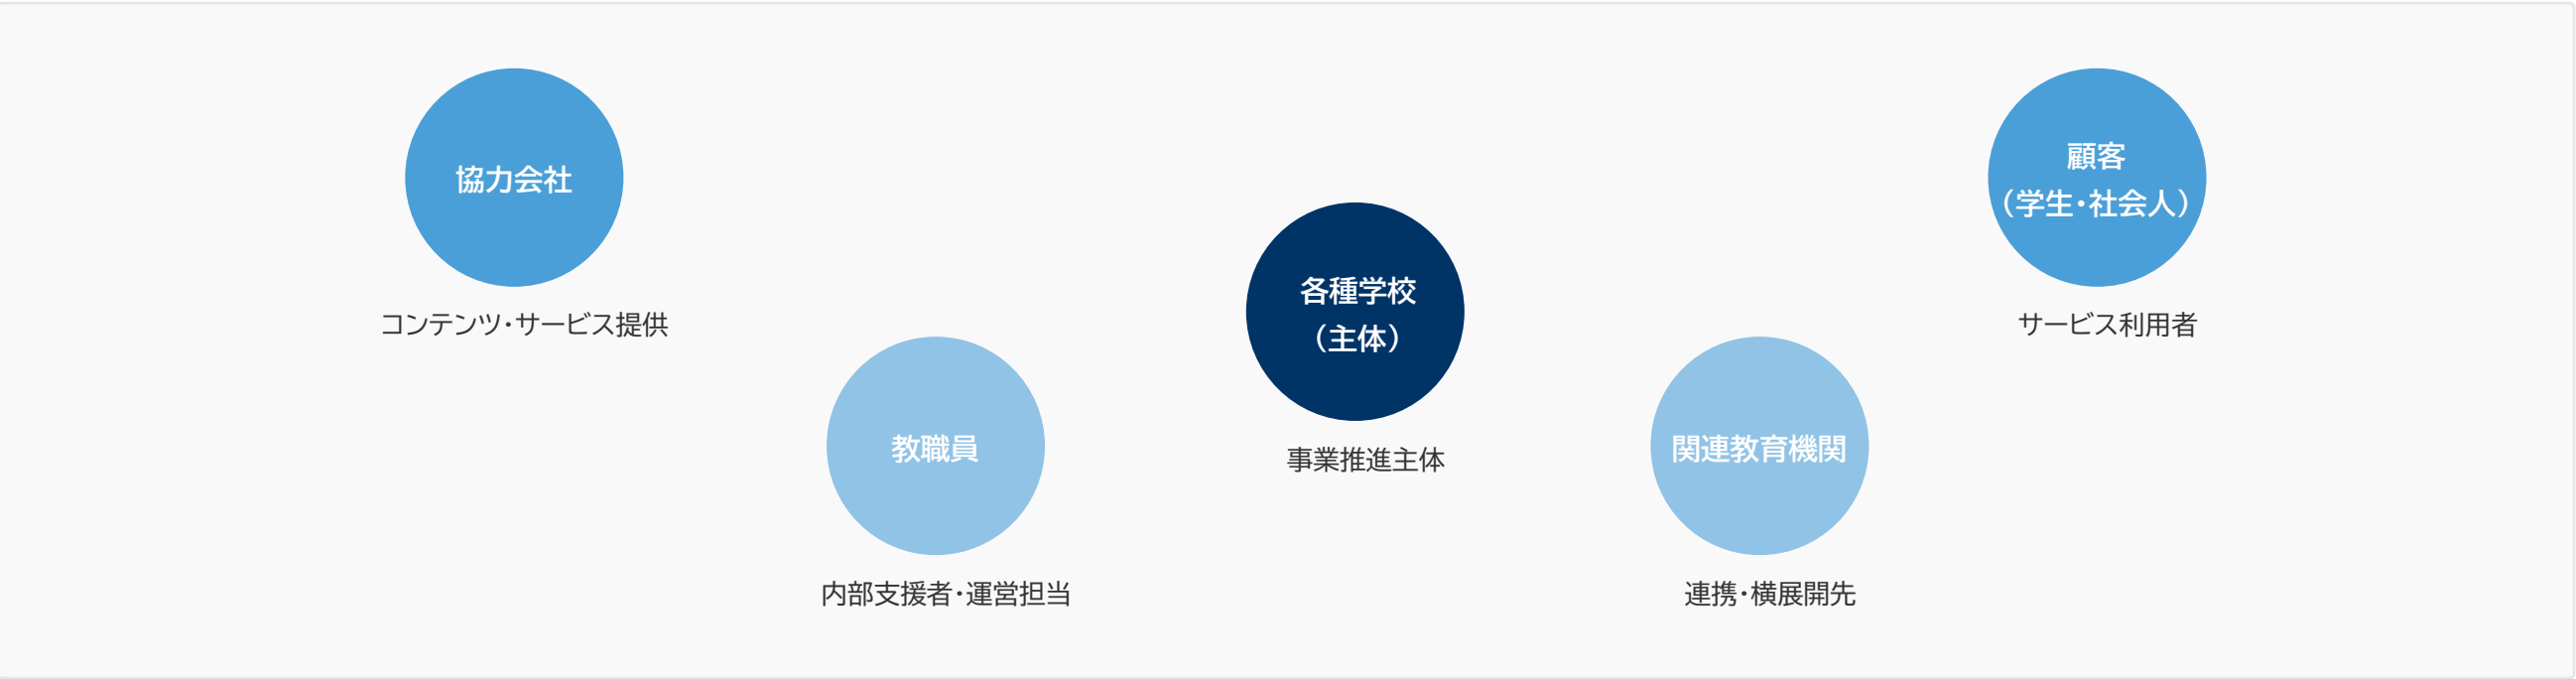 協力会社
コンテンツ・サービス提供
教職員
内部支援者・運営担当
各種学校
（主体）
事業推進主体
関連教育機関
連携・横展開先
顧客
（学生・社会人）
サービス利用者